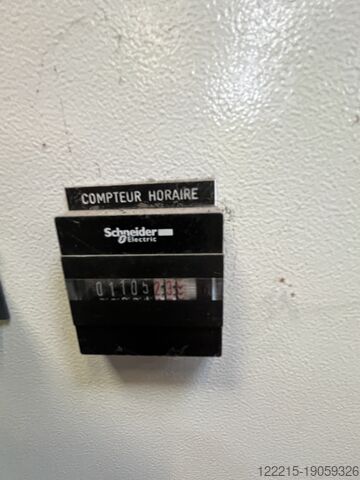 COMPTEUR HORAIRE
Schneider
Electric
01105
122215-19059326